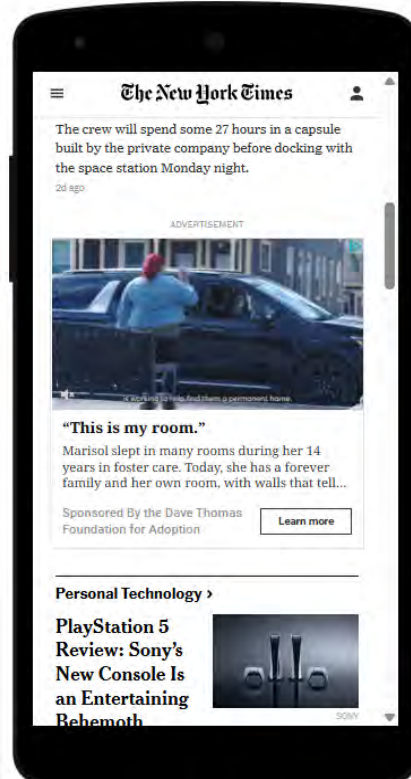 The New York Times
The crew will spend some 27 hours in a capsule
built by the private company before docking with
the space station Monday night.
2d ago
ADVERTISEMENT
is working to help find them a permanent home.
“This is my room.”
Marisol slept in many rooms during her 14
years in foster care. Today, she has a forever
family and her own room, with walls that tell...
Sponsored By the Dave Thomas
Foundation for Adoption
Learn more
Personal Technology >
PlayStation 5
Review: Sony’s
New Console Is
an Entertaining
Behemoth
SONY